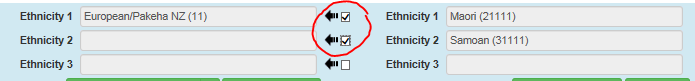 Ethnicity 1 European/Pakeha NZ (11) Ethnicity 1 Maori (21111)
Ethnicity 2 Ethnicity 2 Samoan (31111)
Ethnicity 3 Ethnicity 3